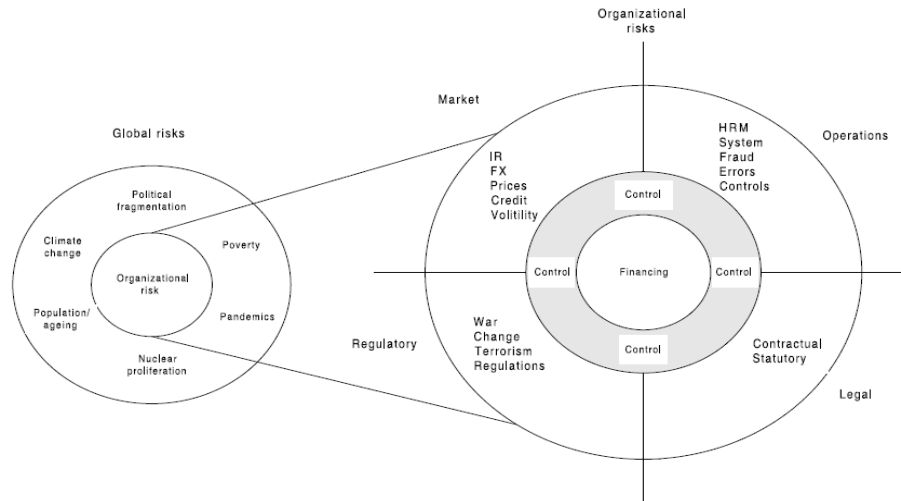 Organizational
risks
Market
Global risks
HRM
System
Fraud
Errors
Controls
Operations
IR
FX
Prices
Credit
Volitility
Control
Political
fragmentation
Climate
change
Poverty
Organizational
risk
Control
Financing
Control
Population/
ageing
Pandemics
Nuclear
proliferation
Regulatory
War
Change
Terrorism
Regulations
Control
Contractual
Statutory
Legal